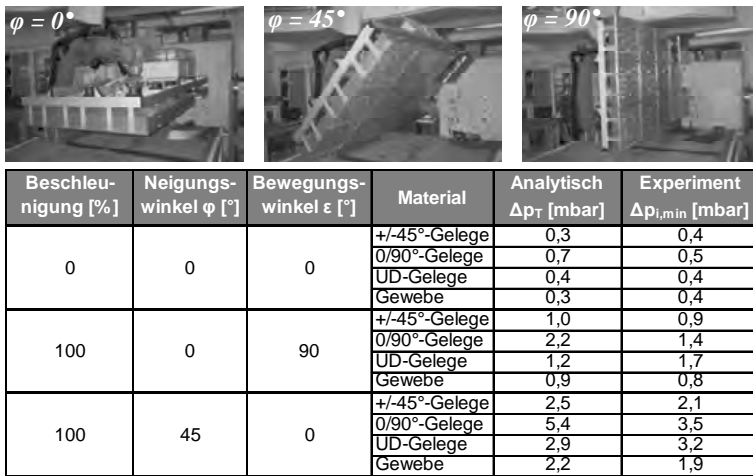 φ = 0°
φ = 45°
φ = 90°
Beschleu-nigung [%] Neigungs-winkel φ [°] Bewegungs-winkel ε [°] Material Analytisch ΔpT [mbar] Experiment Δpi,min [mbar]
0 0 0
+/-45°-Gelege 0,3 0,4
0/90°-Gelege 0,7 0,5
UD-Gelege 0,4 0,4
Gewebe 0,3 0,4
100 0 90
+/-45°-Gelege 1,0 0,9
0/90°-Gelege 2,2 1,4
UD-Gelege 1,2 1,7
Gewebe 0,9 0,8
100 45 0
+/-45°-Gelege 2,5 2,1
0/90°-Gelege 5,4 3,5
UD-Gelege 2,9 3,2
Gewebe 2,2 1,9